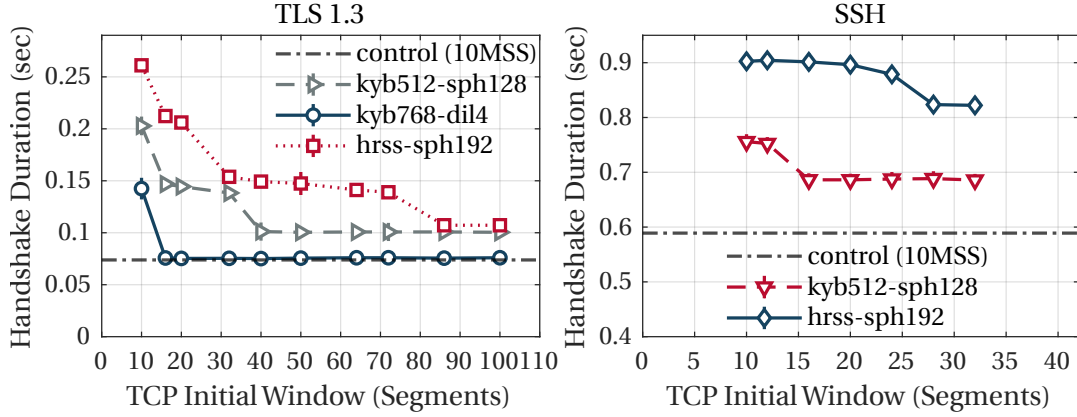 TLS 1.3
Handshake Duration (sec)
0.25
0.2
0.15
0.1
0.05
0
control (10MSS)
kyb512-sph128
kyb768-dil4
hrss-sph192
0 10 20 30 40 50 60 70 80 90 100 110
TCP Initial Window (Segments)
SSH
Handshake Duration (sec)
0.9
0.8
0.7
0.6
0.5
0.4
control (10MSS)
kyb512-sph128
hrss-sph192
0 5 10 15 20 25 30 35 40
TCP Initial Window (Segments)